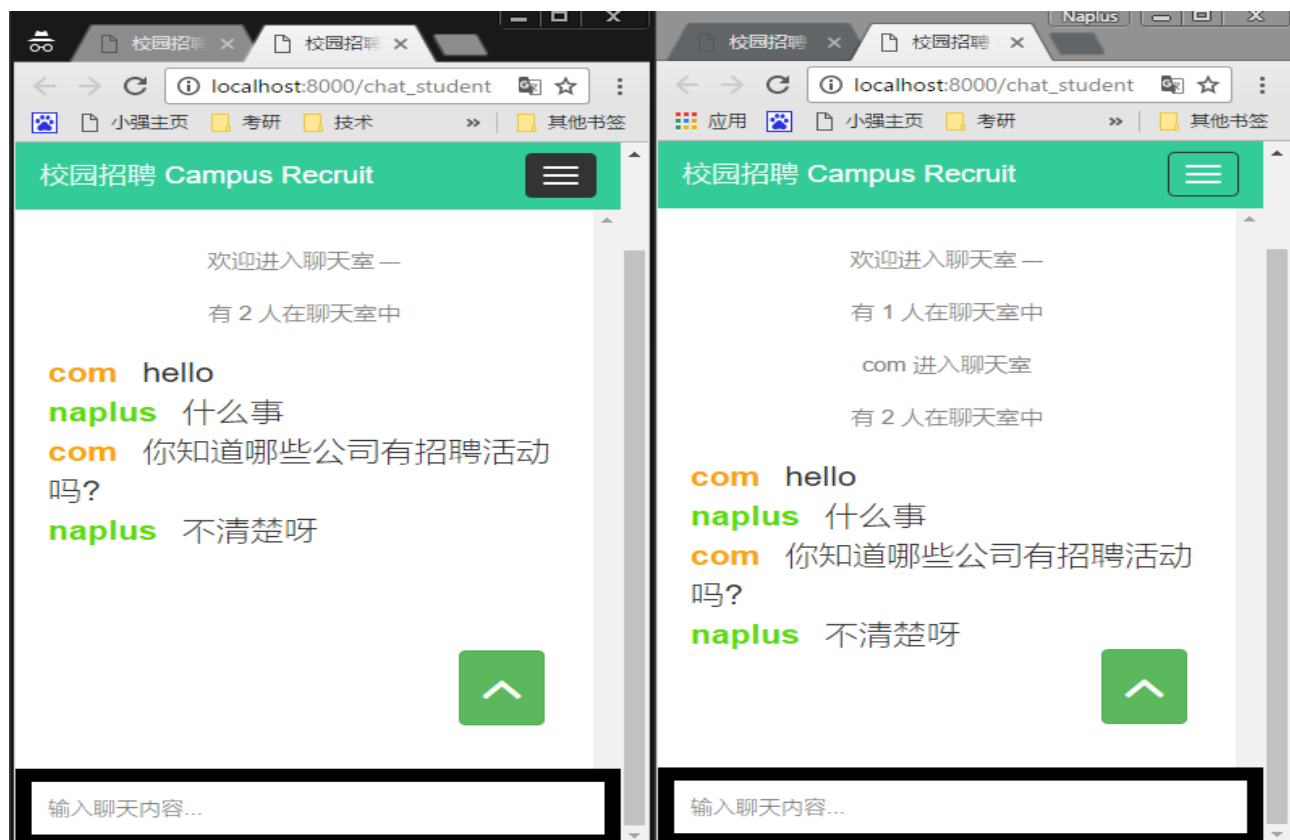 校园招聘
校园招聘
localhost:8000/chat_student
小强主页 考研 技术 » 其他书签
校园招聘 Campus Recruit
欢迎进入聊天室 —
有 2 人在聊天室中
com hello
naplus 什么事
com 你知道哪些公司有招聘活动
吗?
naplus 不清楚呀
输入聊天内容...
Naplus
校园招聘
校园招聘
localhost:8000/chat_student
应用 小强主页 考研 » 其他书签
校园招聘 Campus Recruit
欢迎进入聊天室 —
有 1 人在聊天室中
com 进入聊天室
有 2 人在聊天室中
com hello
naplus 什么事
com 你知道哪些公司有招聘活动
吗?
naplus 不清楚呀
输入聊天内容...